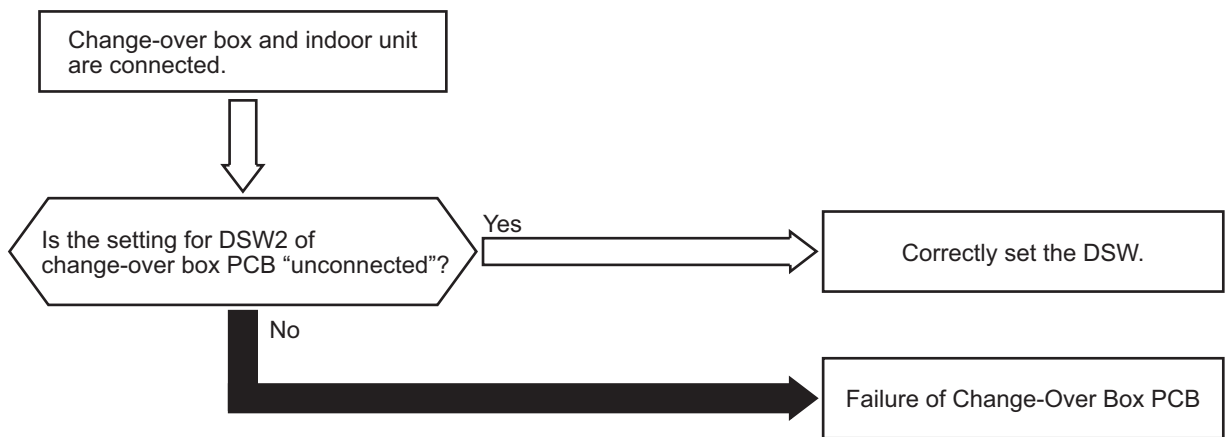 Change-over box and indoor unit
are connected.
Is the setting for DSW2 of
change-over box PCB “unconnected”?
Yes
Correctly set the DSW.
No
Failure of Change-Over Box PCB